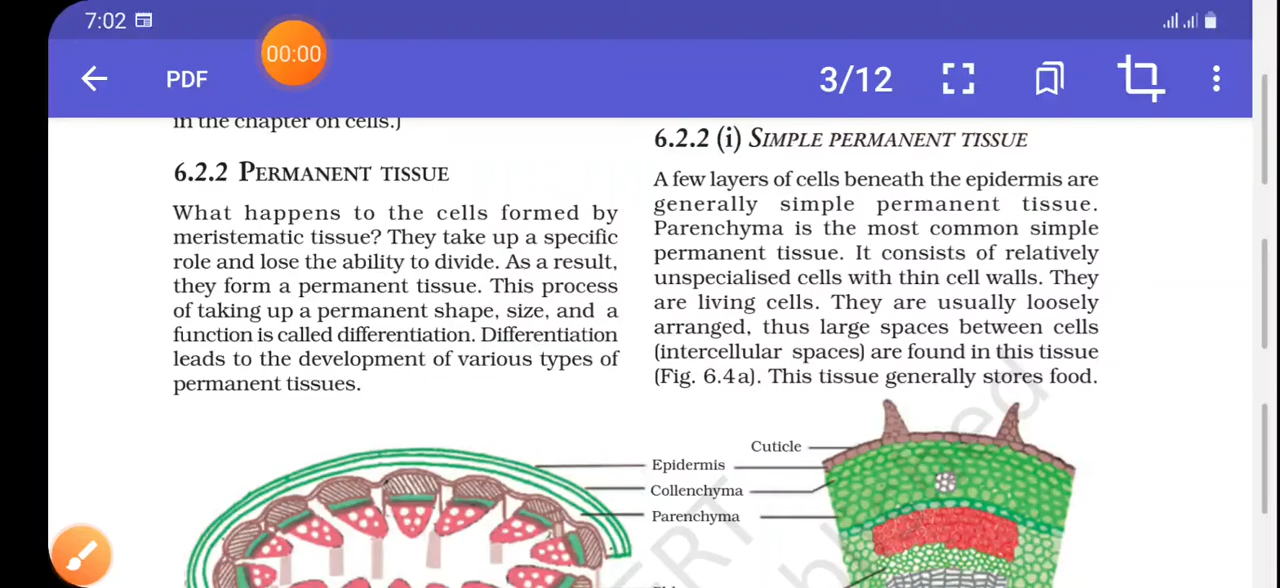 7:02
00:00
PDF
3/12
in the chapter on cells.)
6.2.2 PERMANENT TISSUE
What happens to the cells formed by
meristematic tissue? They take up a specific
role and lose the ability to divide. As a result,
they form a permanent tissue. This process
of taking up a permanent shape, size, and a
function is called differentiation. Differentiation
leads to the development of various types of
permanent tissues.
6.2.2 (i) SIMPLE PERMANENT TISSUE
A few layers of cells beneath the epidermis are
generally simple permanent tissue.
Parenchyma is the most common simple
permanent tissue. It consists of relatively
unspecialised cells with thin cell walls. They
are living cells. They are usually loosely
arranged, thus large spaces between cells
(intercellular spaces) are found in this tissue
(Fig. 6.4 a). This tissue generally stores food.
Cuticle
Epidermis
Collenchyma
Parenchyma